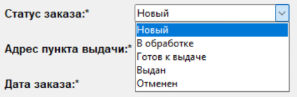 Статус заказа:* Новый
Новый
В обработке
Адрес пункта выдачи:* Готов к выдаче
Выдан
Дата заказа:* Отменен